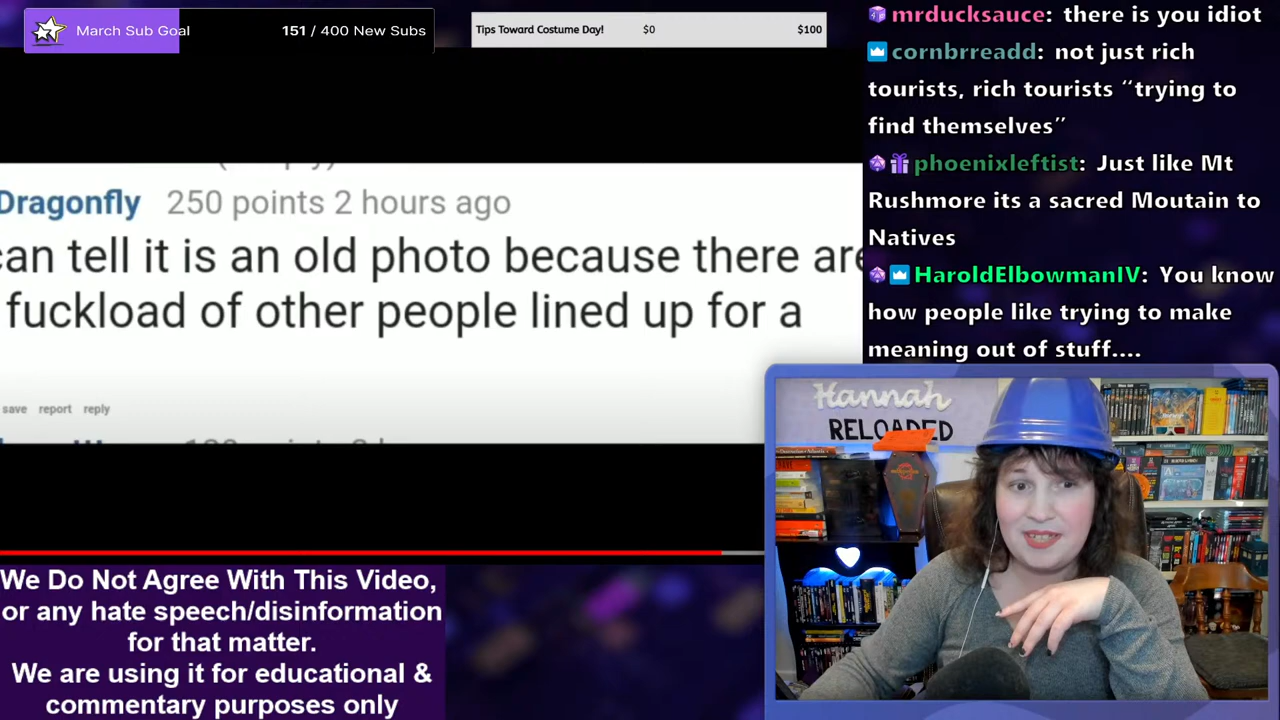 March Sub Goal
151 / 400 New Subs
Tips Toward Costume Day!
$0
$100
Dragonfly 250 points 2 hours ago
can tell it is an old photo because there are
fuckload of other people lined up for a
save report reply
mrducksauce: there is you idiot
cornbrreadd: not just rich
tourists, rich tourists “trying to
find themselves”
phoenixleftist: Just like Mt
Rushmore its a sacred Moutain to
Natives
HaroldElbowmanIV: You know
how people like trying to make
meaning out of stuff....
Hannah
RELOADED
We Do Not Agree With This Video,
or any hate speech/disinformation
for that matter.
We are using it for educational &
commentary purposes only